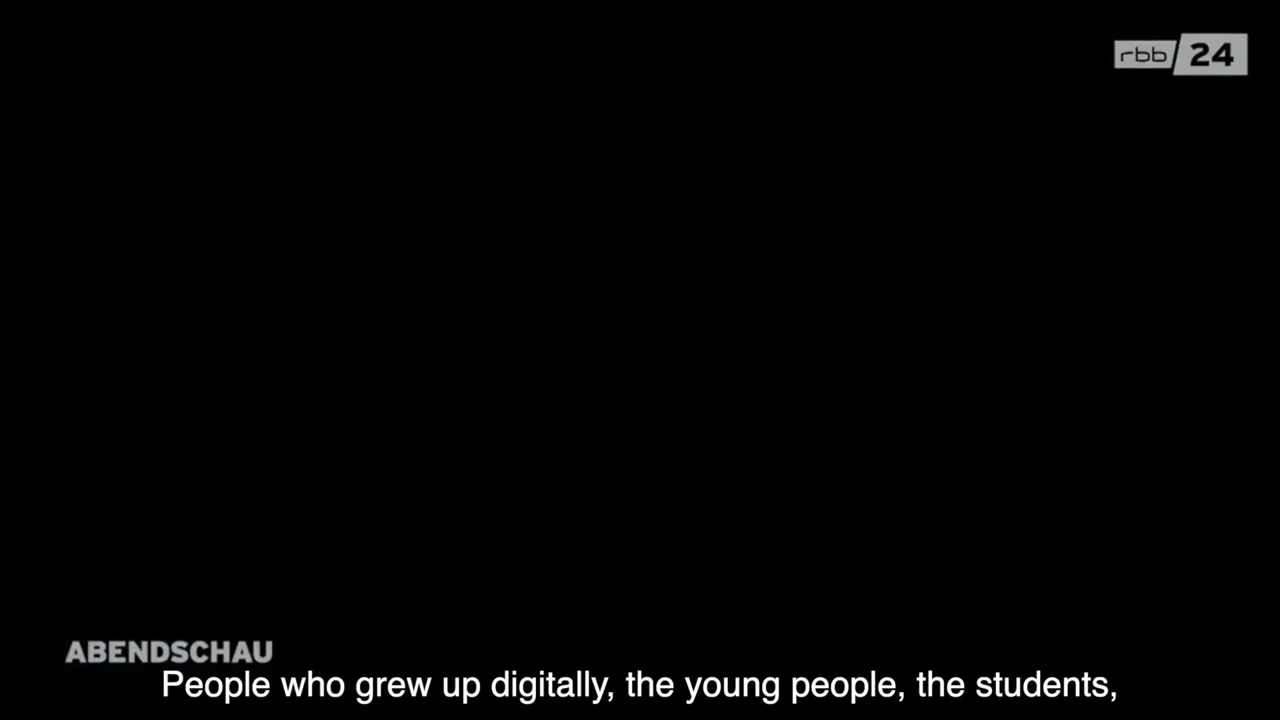 rbb 24
ABENDSCHAU
People who grew up digitally, the young people, the students,